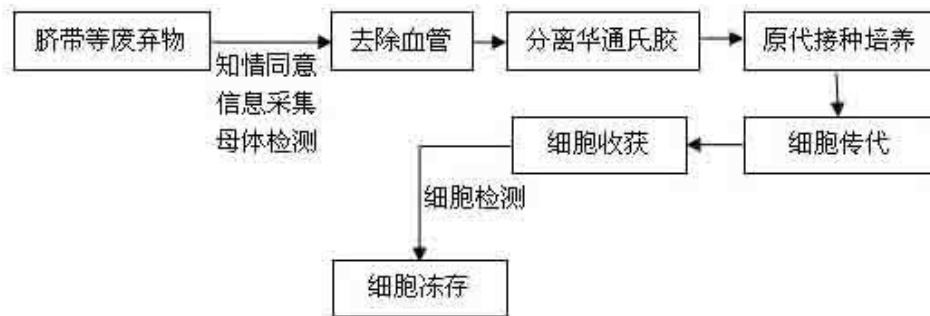 脐带等废弃物
知情同意
信息采集
母体检测
去除血管
分离华通氏胶
原代接种培养
细胞传代
细胞收获
细胞检测
细胞冻存